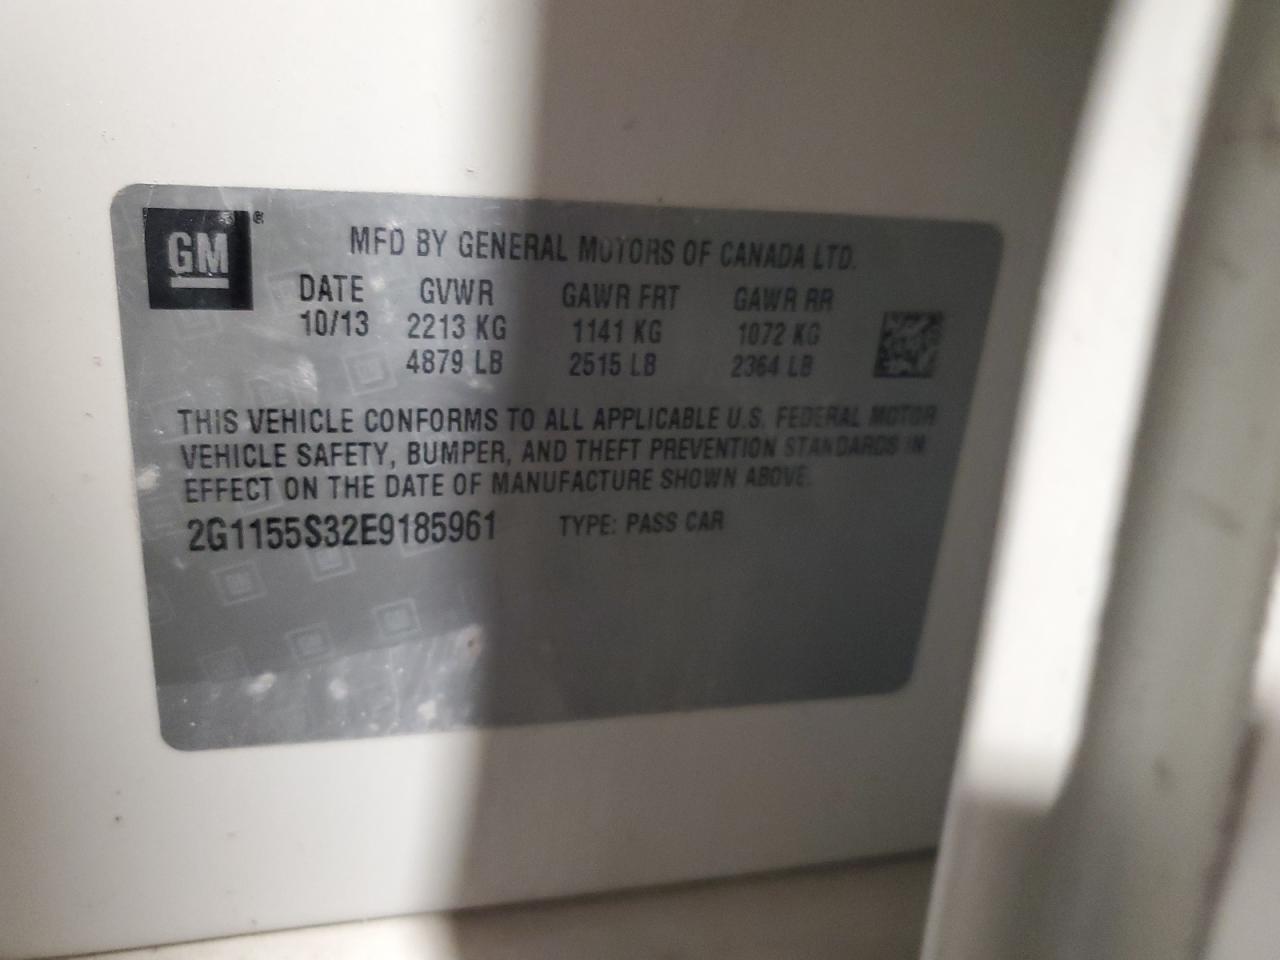 GM ®
MFD BY GENERAL MOTORS OF CANADA LTD.
DATE GVWR GAWR FRT GAWR RR
10/13 2213 KG 1141 KG 1072 KG
4879 LB 2515 LB 2364 LB
THIS VEHICLE CONFORMS TO ALL APPLICABLE U.S. FEDERAL MOTOR
VEHICLE SAFETY, BUMPER, AND THEFT PREVENTION STANDARDS IN
EFFECT ON THE DATE OF MANUFACTURE SHOWN ABOVE.
2G1155S32E9185961 TYPE: PASS CAR